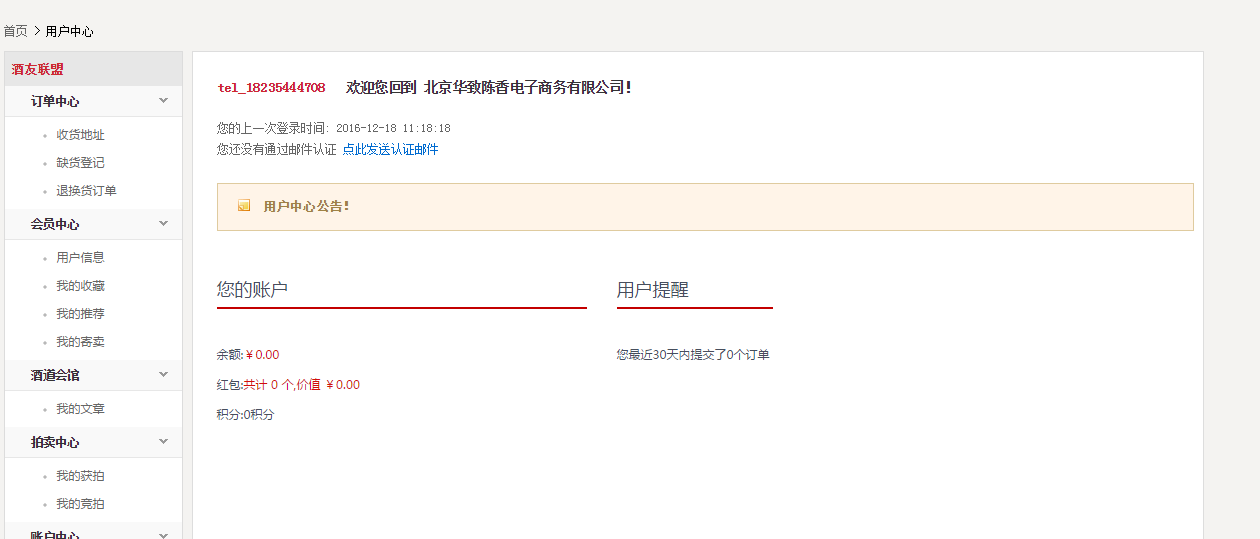 首页 > 用户中心
酒友联盟
订单中心
收货地址
缺货登记
退换货订单
会员中心
用户信息
我的收藏
我的推荐
我的寄卖
酒道会馆
我的文章
拍卖中心
我的获拍
我的竞拍
账户中心
tel_18235444708 欢迎您回到 北京华致陈香电子商务有限公司！
您的上一次登录时间: 2016-12-18 11:18:18
您还没有通过邮件认证 点此发送认证邮件
用户中心公告！
您的账户
余额:￥0.00
红包:共计 0 个,价值 ￥0.00
积分:0积分
用户提醒
您最近30天内提交了0个订单